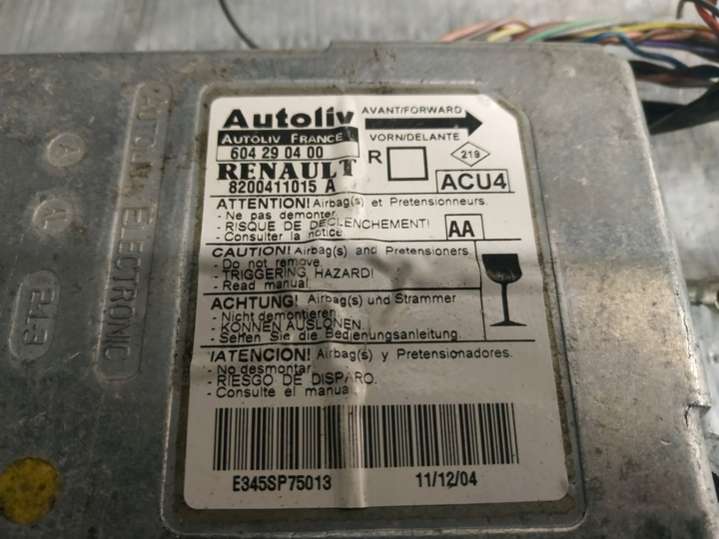 Autoliv
AVANT/FORWARD
AUTOLIV FRANCE
VORN/DELANTE
604 29 04 00
R
219
RENAULT
8200411015 A
ACU4
ATTENTION! Airbag(s) et Pretensionneurs.
- Ne pas demonter.
- RISQUE DE DECLENCHEMENT!
- Consulter la notice
AA
CAUTION! Airbag(s) and Pretensioners
- Do not remove.
- TRIGGERING HAZARD!
- Read manual
ACHTUNG! Airbag(s) und Strammer
- Nicht demontieren
- KÖNNEN AUSLÖNEN.
- Sehen Sie die Bedienungsanleitung.
¡ATENCION! Airbag(s) y Pretensionadores.
- No desmontar.
- RIESGO DE DISPARO.
- Consulte el manual
E345SP75013
11/12/04
ELECTRONIC